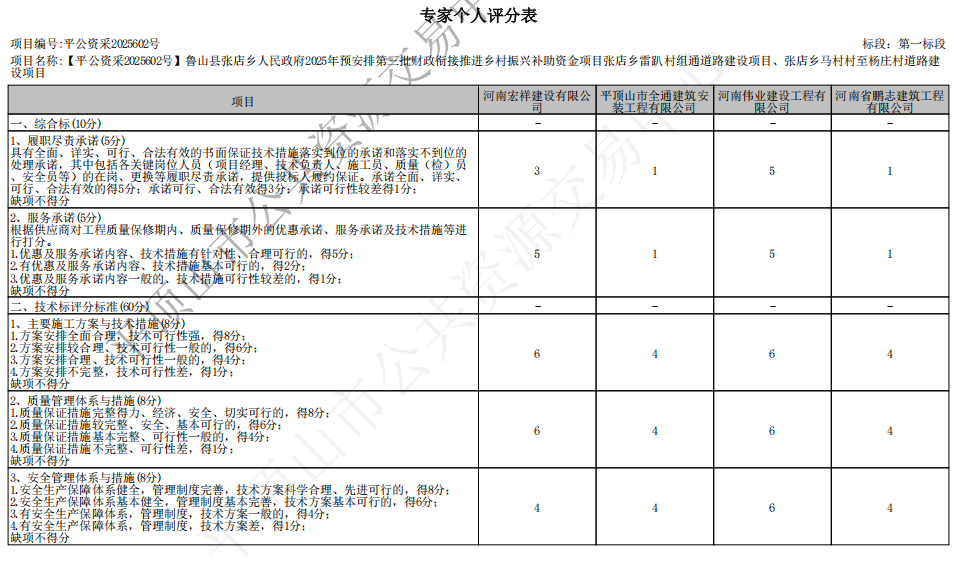 专家个人评分表
项目编号:平公资采2025602号
标段: 第一标段
项目名称:【平公资采2025602号】鲁山县张店乡人民政府2025年预安排第三批财政衔接推进乡村振兴补助资金项目张店乡雷趴村组通道路建设项目、张店乡马村村至杨庄村道路建
设项目
项目
河南宏祥建设有限公
司
平顶山市全通建筑安
装工程有限公司
河南伟业建设工程有
限公司
河南省鹏志建筑工程
有限公司
一、综合标(10分)
-
-
-
-
1、履职尽责承诺(5分)
具有全面、详实、可行、合法有效的书面保证技术措施落实到位的承诺和落实不到位的
处理承诺，其中包括各关键岗位人员（项目经理、技术负责人／施工员、质量（检）员
、安全员等）的在岗、更换等履职尽责承诺，提供投标人履约保证。承诺全面、详实、
可行、合法有效的得5分；承诺可行、合法有效得3分；承诺可行性较差得1分；
缺项不得分
3
1
5
1
2、服务承诺(5分)
根据供应商对工程质量保修期内、质量保修期外的优惠承诺、服务承诺及技术措施等进
行打分。
1.优惠及服务承诺内容、技术措施有针对性、合理可行的，得5分；
2.有优惠及服务承诺内容、技术措施基本可行的，得2分；
3.优惠及服务承诺内容一般的、技术措施可行性较差的，得1分；
缺项不得分
5
1
5
1
二、技术标评分标准(60分)
-
-
-
-
1、主要施工方案与技术措施(8分)
1.方案安排全面合理、技术可行性强，得8分；
2.方案安排较合理、技术可行性一般的，得6分；
3.方案安排合理、技术可行性一般的，得4分；
4.方案安排不完整，技术可行性差，得1分；
缺项不得分
6
4
6
4
2、质量管理体系与措施(8分)
1.质量保证措施完整得力、经济、安全、切实可行的，得8分；
2.质量保证措施较完整、安全、基本可行的，得6分；
3.质量保证措施基本完整、可行性一般的，得4分；
4.质量保证措施不完整、可行性差，得1分；
缺项不得分
6
4
6
4
3、安全管理体系与措施(8分)
1.安全生产保障体系健全，管理制度完善，技术方案科学合理、先进可行的，得8分；
2.安全生产保障体系基本健全，管理制度基本完善，技术方案基本可行的，得6分；
3.有安全生产保障体系，管理制度，技术方案一般的，得4分；
4.有安全生产保障体系，管理制度，技术方案差，得1分；
缺项不得分
4
4
6
4
平顶山市公共资源交易中
平顶山市公共资源交易中心